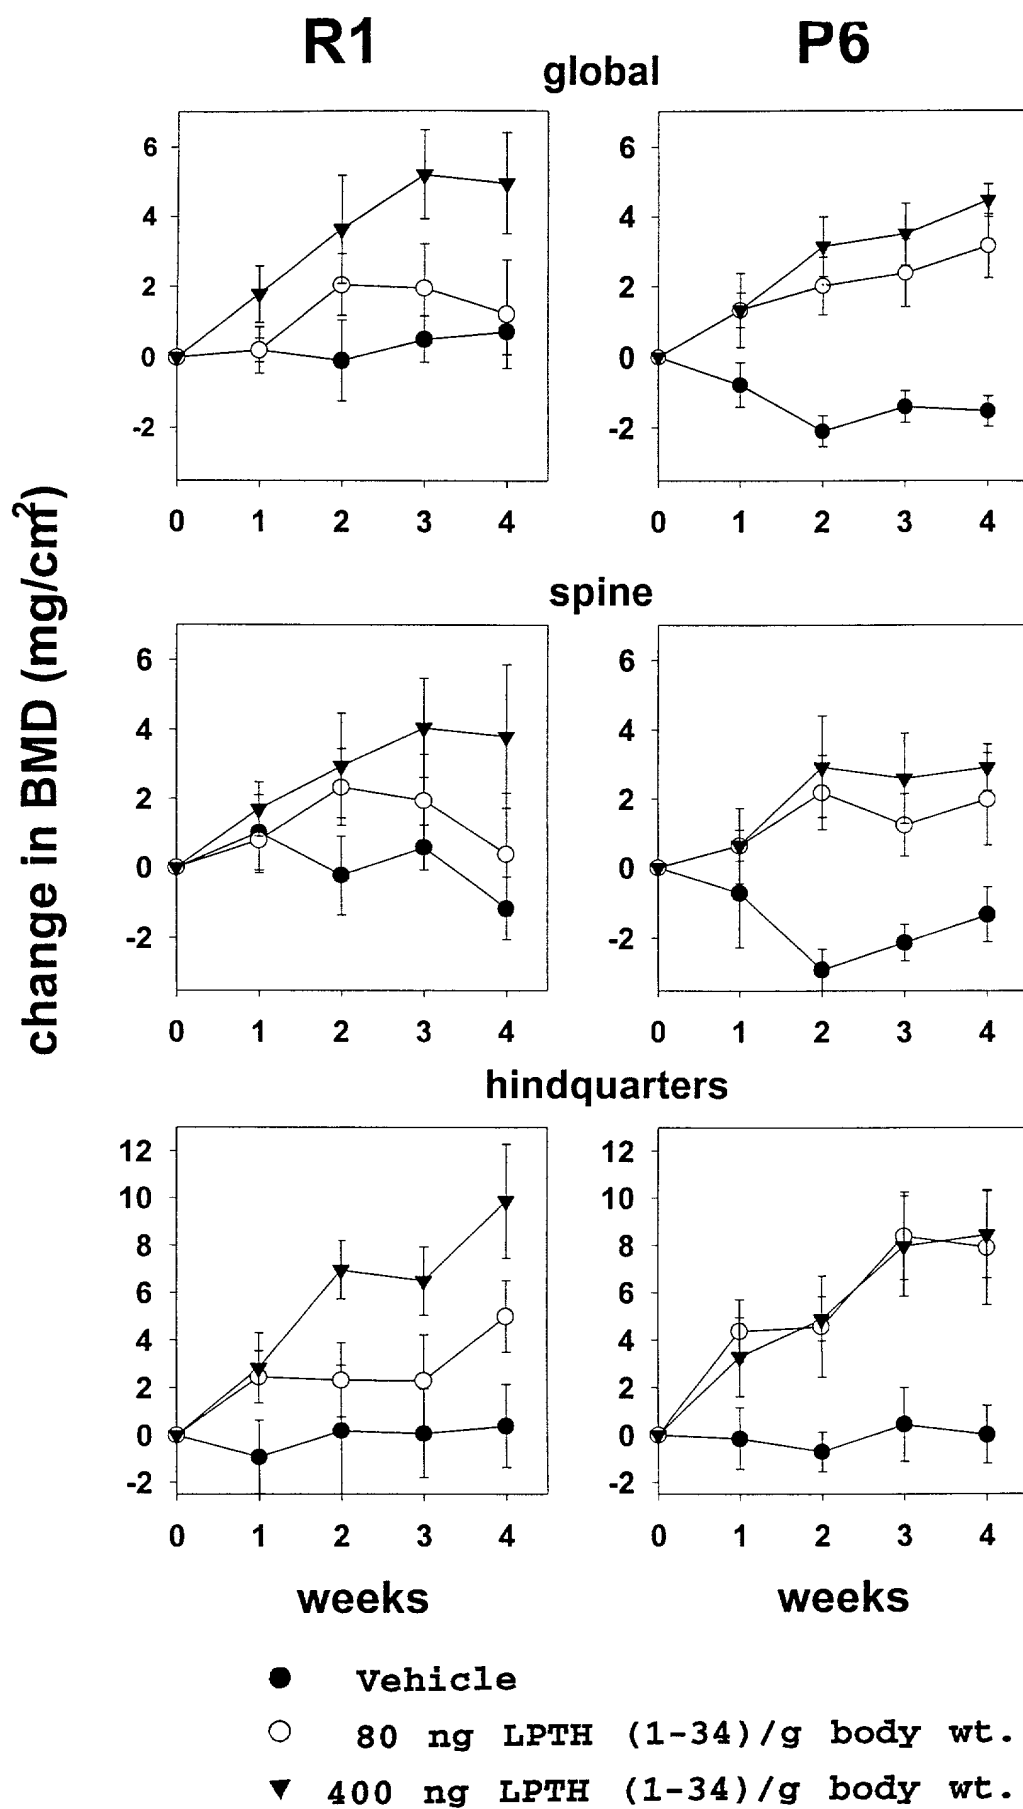 R1 P6
global
6 6
4 4
2 2
0 0
-2 -2
0 1 2 3 4 0 1 2 3 4
change in BMD (mg/cm²)
spine
6 6
4 4
2 2
0 0
-2 -2
0 1 2 3 4 0 1 2 3 4
hindquarters
12 12
10 10
8 8
6 6
4 4
2 2
0 0
-2 -2
0 1 2 3 4 0 1 2 3 4
weeks weeks
Vehicle
80 ng LPTH (1-34)/g body wt.
400 ng LPTH (1-34)/g body wt.